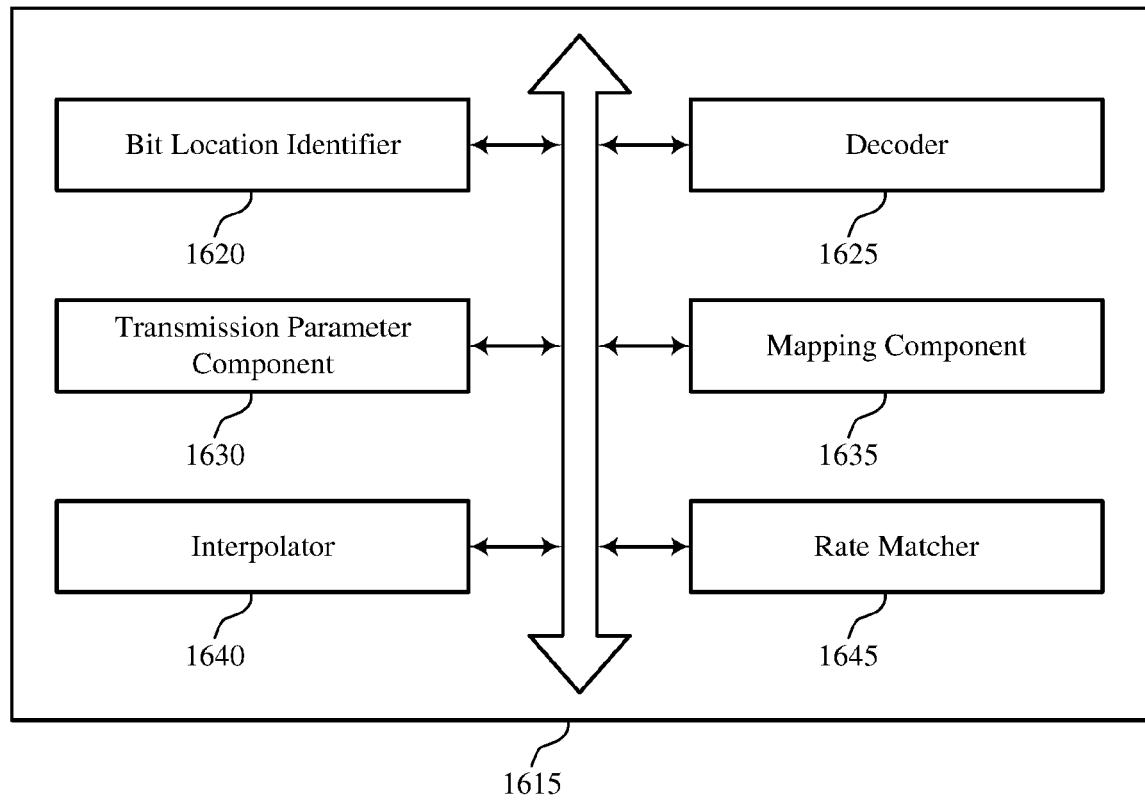 Bit Location Identifier
Decoder
1620
1625
Transmission Parameter
Component
Mapping Component
1630
1635
Interpolator
Rate Matcher
1640
1645
1615